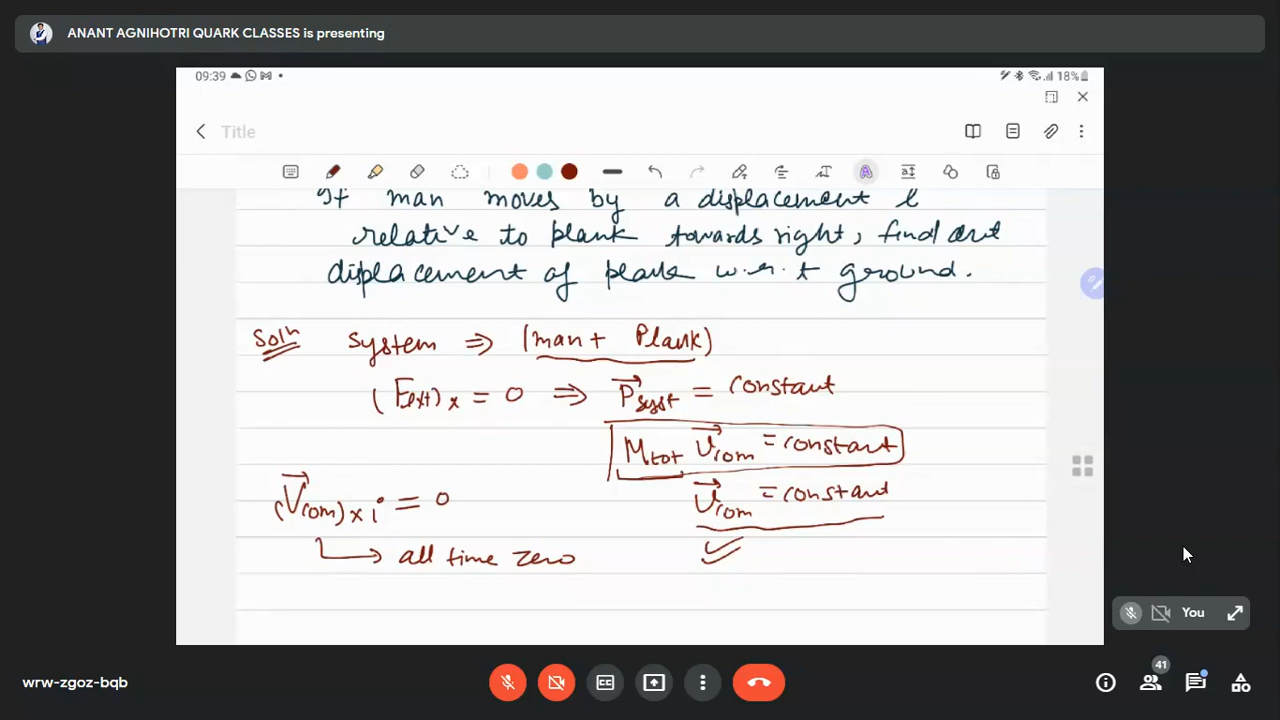 ANANT AGNIHOTRI QUARK CLASSES is presenting
09:39
18%
Title
If man moves by a displacement l
relative to plank towards right, find out
displacement of plank w.r.t ground.
Solⁿ System ⇒ (man + Plank)
(Fext)x = 0 ⇒ P⃗syst = constant
Mtot v⃗com = constant
(V⃗com)x i = 0
v⃗com = constant
↳ all time zero
You
wrw-zgoz-bqb
CC
41